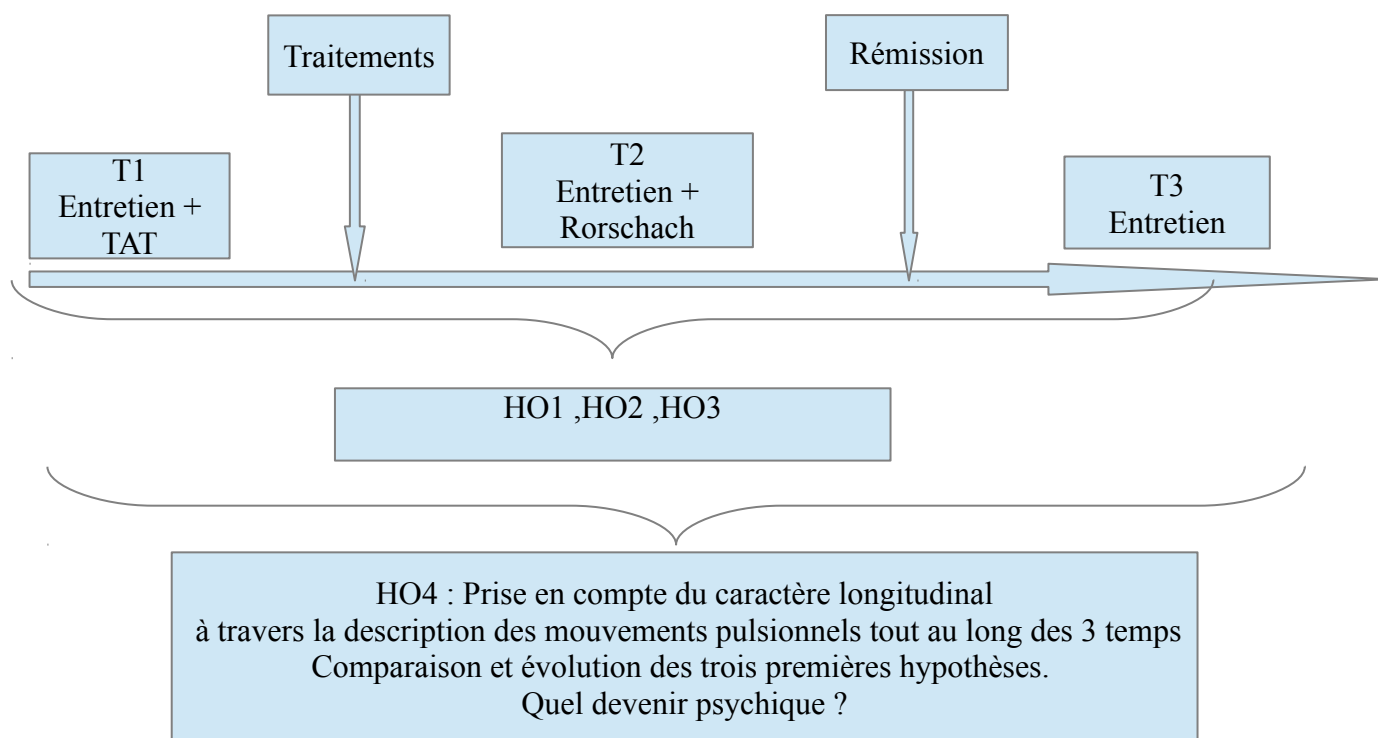 Traitements
Rémission
T1
Entretien +
TAT
T2
Entretien +
Rorschach
T3
Entretien
HO1 ,HO2 ,HO3
HO4 : Prise en compte du caractère longitudinal
à travers la description des mouvements pulsionnels tout au long des 3 temps
Comparaison et évolution des trois premières hypothèses.
Quel devenir psychique ?